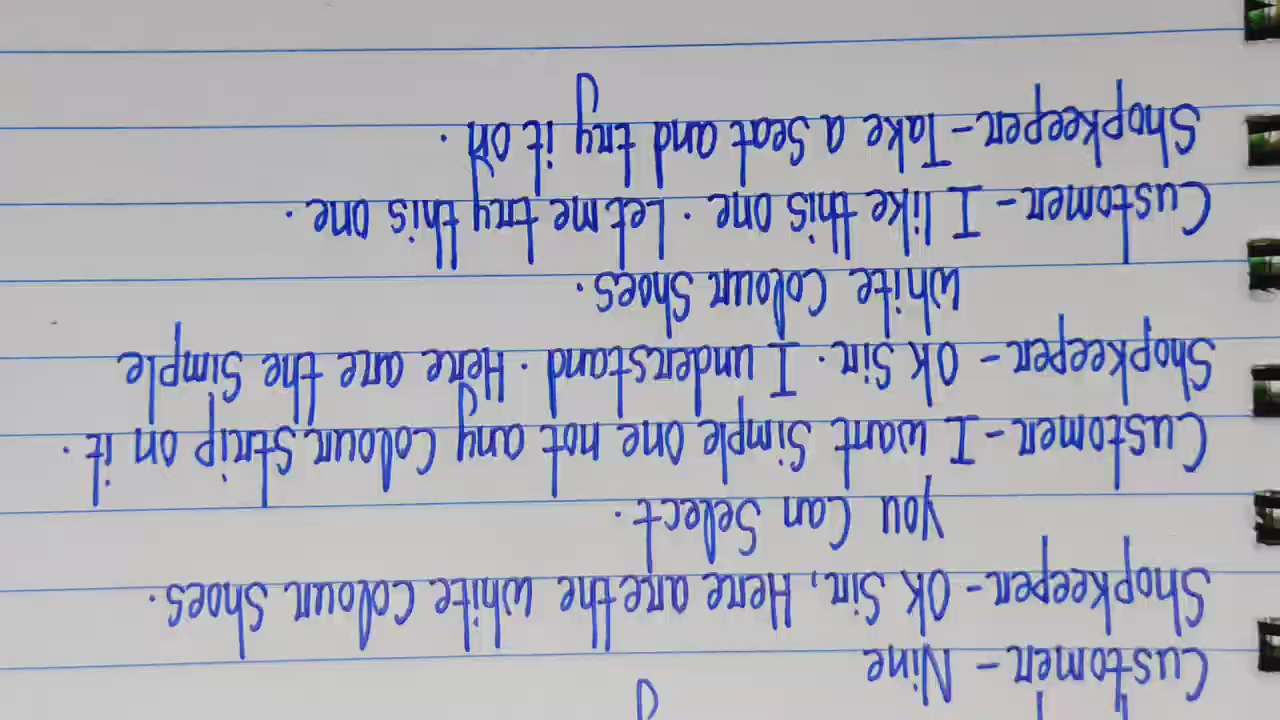 Customer - Nine
Shopkeeper - Ok Sir, Here are the white Colour Shoes.
You Can Select.
Customer - I want Simple one not any Colour Strip on it.
Shopkeeper - Ok Sir. I understand. Here are the Simple
white Colour Shoes.
Customer - I like this one. Let me try this one.
Shopkeeper - Take a Seat and try it on.